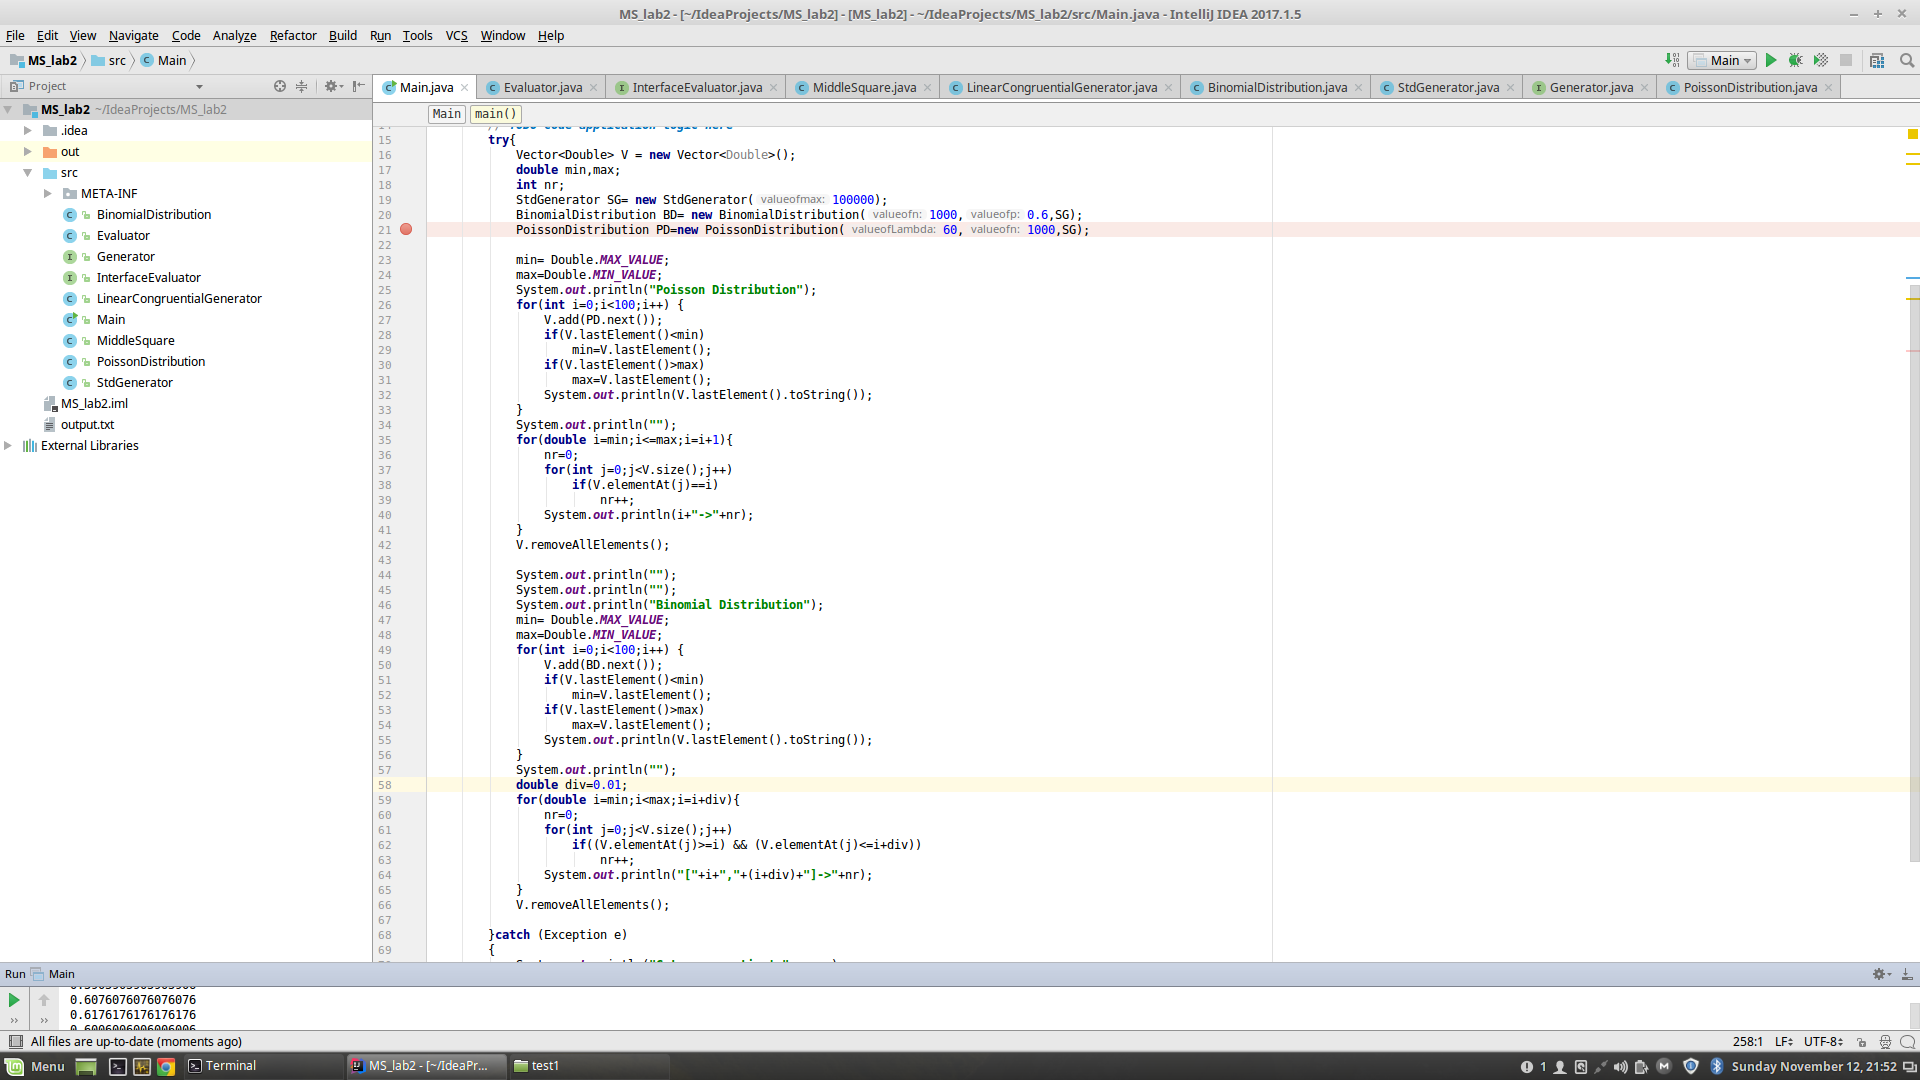 MS_lab2 - [~/IdeaProjects/MS_lab2] - [MS_lab2] - ~/IdeaProjects/MS_lab2/src/Main.java - IntelliJ IDEA 2017.1.5
File Edit View Navigate Code Analyze Refactor Build Run Tools VCS Window Help
MS_lab2 src Main
Main
Project
Main.java Evaluator.java InterfaceEvaluator.java MiddleSquare.java LinearCongruentialGenerator.java BinomialDistribution.java StdGenerator.java Generator.java PoissonDistribution.java
Main main()
MS_lab2 ~/IdeaProjects/MS_lab2
.idea
out
src
META-INF
BinomialDistribution
Evaluator
Generator
InterfaceEvaluator
LinearCongruentialGenerator
Main
MiddleSquare
PoissonDistribution
StdGenerator
MS_lab2.iml
output.txt
External Libraries
15 try{
16 Vector<Double> V = new Vector<Double>();
17 double min,max;
18 int nr;
19 StdGenerator SG= new StdGenerator( valueofmax: 100000);
20 BinomialDistribution BD= new BinomialDistribution( valueofn: 1000, valueofp: 0.6,SG);
21 PoissonDistribution PD=new PoissonDistribution( valueofLambda: 60, valueofn: 1000,SG);
22
23 min= Double.MAX_VALUE;
24 max=Double.MIN_VALUE;
25 System.out.println("Poisson Distribution");
26 for(int i=0;i<100;i++) {
27 V.add(PD.next());
28 if(V.lastElement()<min)
29 min=V.lastElement();
30 if(V.lastElement()>max)
31 max=V.lastElement();
32 System.out.println(V.lastElement().toString());
33 }
34 System.out.println("");
35 for(double i=min;i<=max;i=i+1){
36 nr=0;
37 for(int j=0;j<V.size();j++)
38 if(V.elementAt(j)==i)
39 nr++;
40 System.out.println(i+"->"+nr);
41 }
42 V.removeAllElements();
43
44 System.out.println("");
45 System.out.println("");
46 System.out.println("Binomial Distribution");
47 min= Double.MAX_VALUE;
48 max=Double.MIN_VALUE;
49 for(int i=0;i<100;i++) {
50 V.add(BD.next());
51 if(V.lastElement()<min)
52 min=V.lastElement();
53 if(V.lastElement()>max)
54 max=V.lastElement();
55 System.out.println(V.lastElement().toString());
56 }
57 System.out.println("");
58 double div=0.01;
59 for(double i=min;i<max;i=i+div){
60 nr=0;
61 for(int j=0;j<V.size();j++)
62 if((V.elementAt(j)>=i) && (V.elementAt(j)<=i+div))
63 nr++;
64 System.out.println("["+i+","+(i+div)+"]->"+nr);
65 }
66 V.removeAllElements();
67
68 }catch (Exception e)
69 {
Run Main
0.6076076076076076
0.6176176176176176
0.6006006006006006
All files are up-to-date (moments ago)
258:1 LF UTF-8
Menu Terminal MS_lab2 - [~/IdeaPr... test1 1 Sunday November 12, 21:52